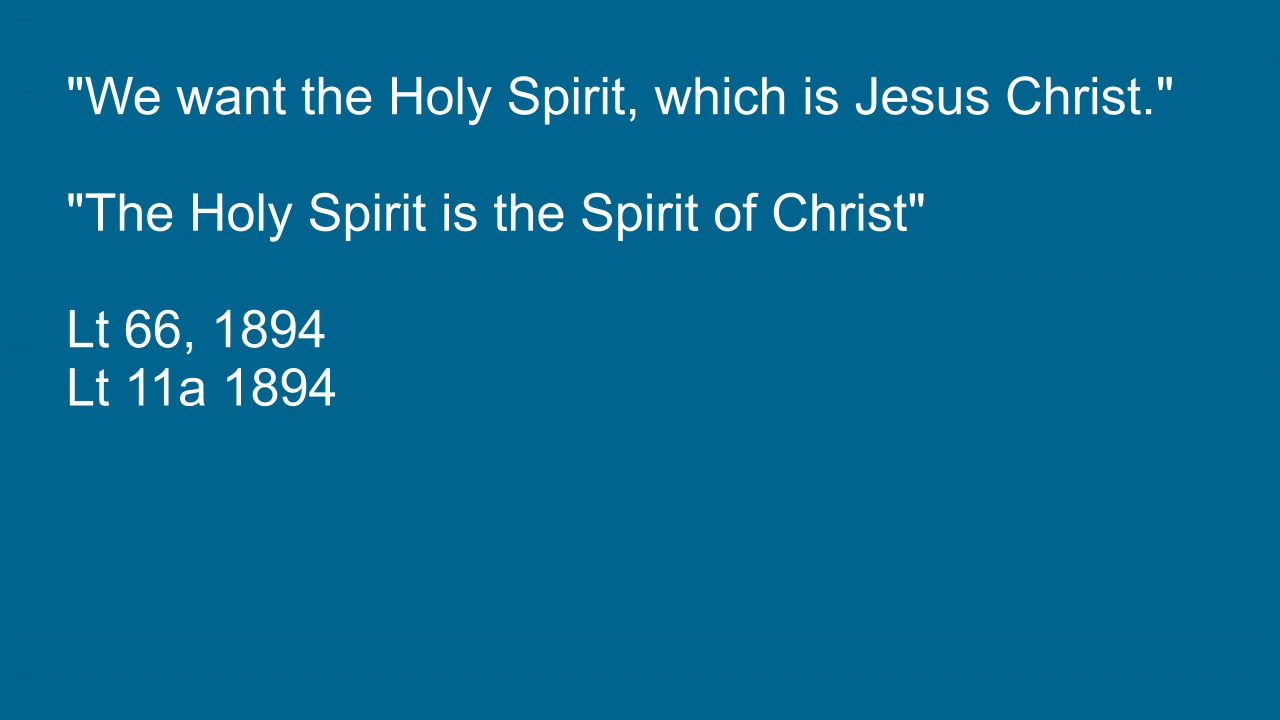 "We want the Holy Spirit, which is Jesus Christ."
"The Holy Spirit is the Spirit of Christ"
Lt 66, 1894
Lt 11a 1894